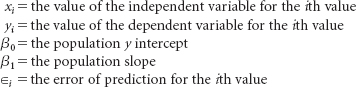 xᵢ = the value of the independent variable for the ith value
yᵢ = the value of the dependent variable for the ith value
β₀ = the population y intercept
β₁ = the population slope
∈ᵢ = the error of prediction for the ith value